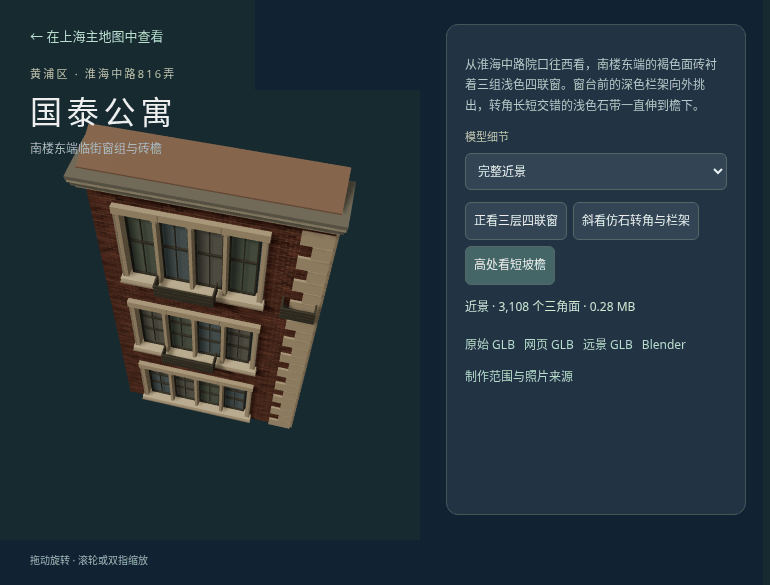 ← 在上海主地图中查看
黄浦区 · 淮海中路816弄
国泰公寓
南楼东端临街窗组与砖檐
从淮海中路院口往西看，南楼东端的褐色面砖衬
着三组浅色四联窗。窗台前的深色栏架向外挑
出，转角长短交错的浅色石带一直伸到檐下。
模型细节
完整近景
正看三层四联窗
斜看仿石转角与栏架
高处看短坡檐
近景 · 3,108 个三角面 · 0.28 MB
原始 GLB 网页 GLB 远景 GLB Blender
制作范围与照片来源
拖动旋转 · 滚轮或双指缩放